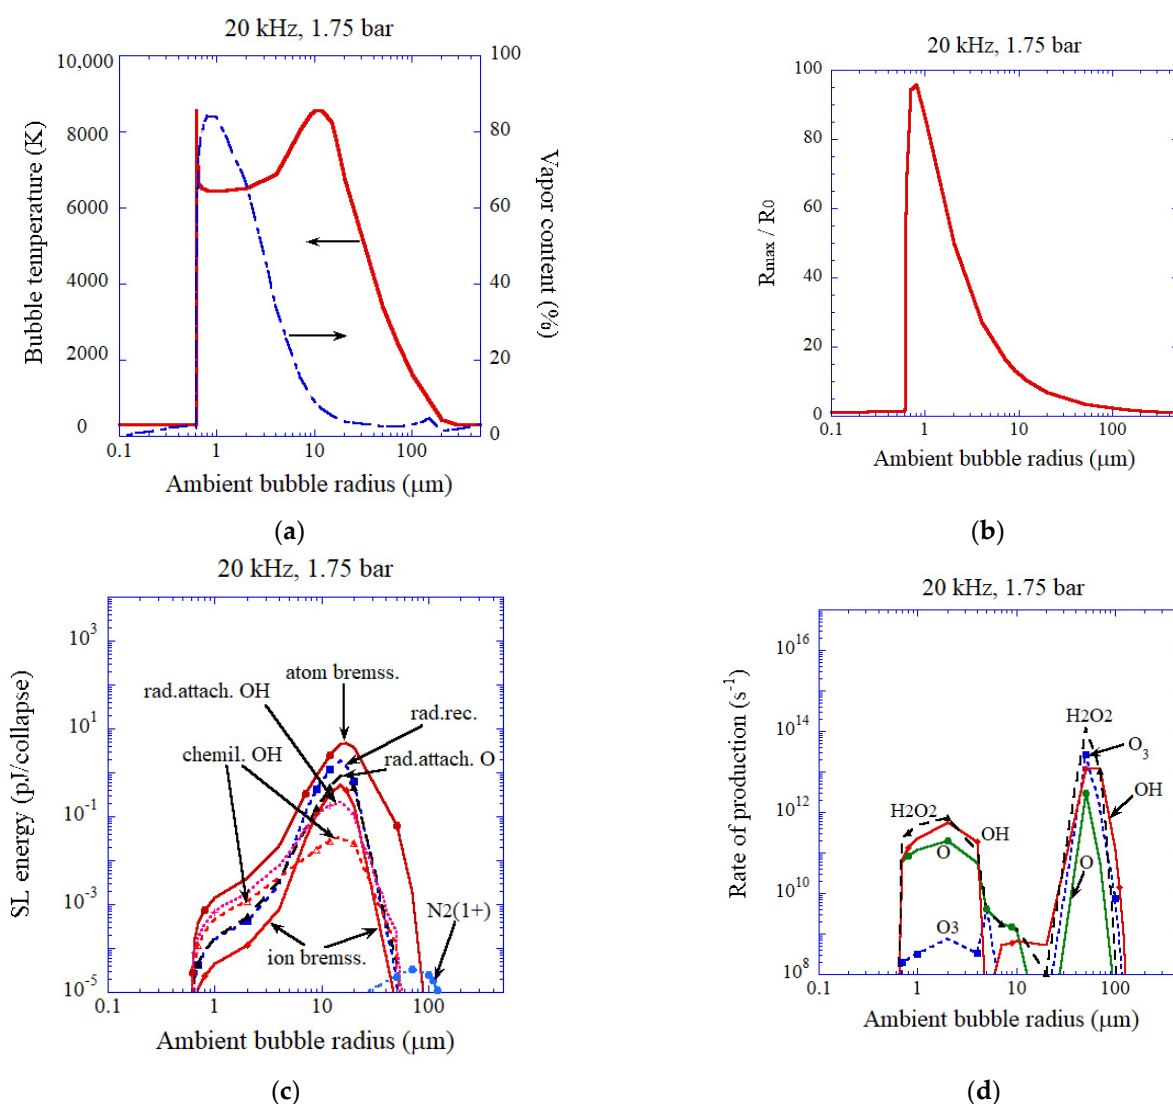 20 kHz, 1.75 bar
10,000
8000
6000
4000
2000
0
100
80
60
40
20
0
0.1 1 10 100
Bubble temperature (K)
Vapor content (%)
Ambient bubble radius (μm)
(a)
20 kHz, 1.75 bar
100
80
60
40
20
0
0.1 1 10 100
Rmax / R0
Ambient bubble radius (μm)
(b)
20 kHz, 1.75 bar
10³
10¹
10⁻¹
10⁻³
10⁻⁵
0.1 1 10 100
SL energy (pJ/collapse)
atom bremss.
rad.attach. OH
rad.rec.
chemil. OH
rad.attach. O
N2(1+)
ion bremss.
Ambient bubble radius (μm)
(c)
20 kHz, 1.75 bar
10¹⁶
10¹⁴
10¹²
10¹⁰
10⁸
0.1 1 10 100
Rate of production (s⁻¹)
H2O2
O₃
OH
H2O2
OH
O
O
O3
Ambient bubble radius (μm)
(d)